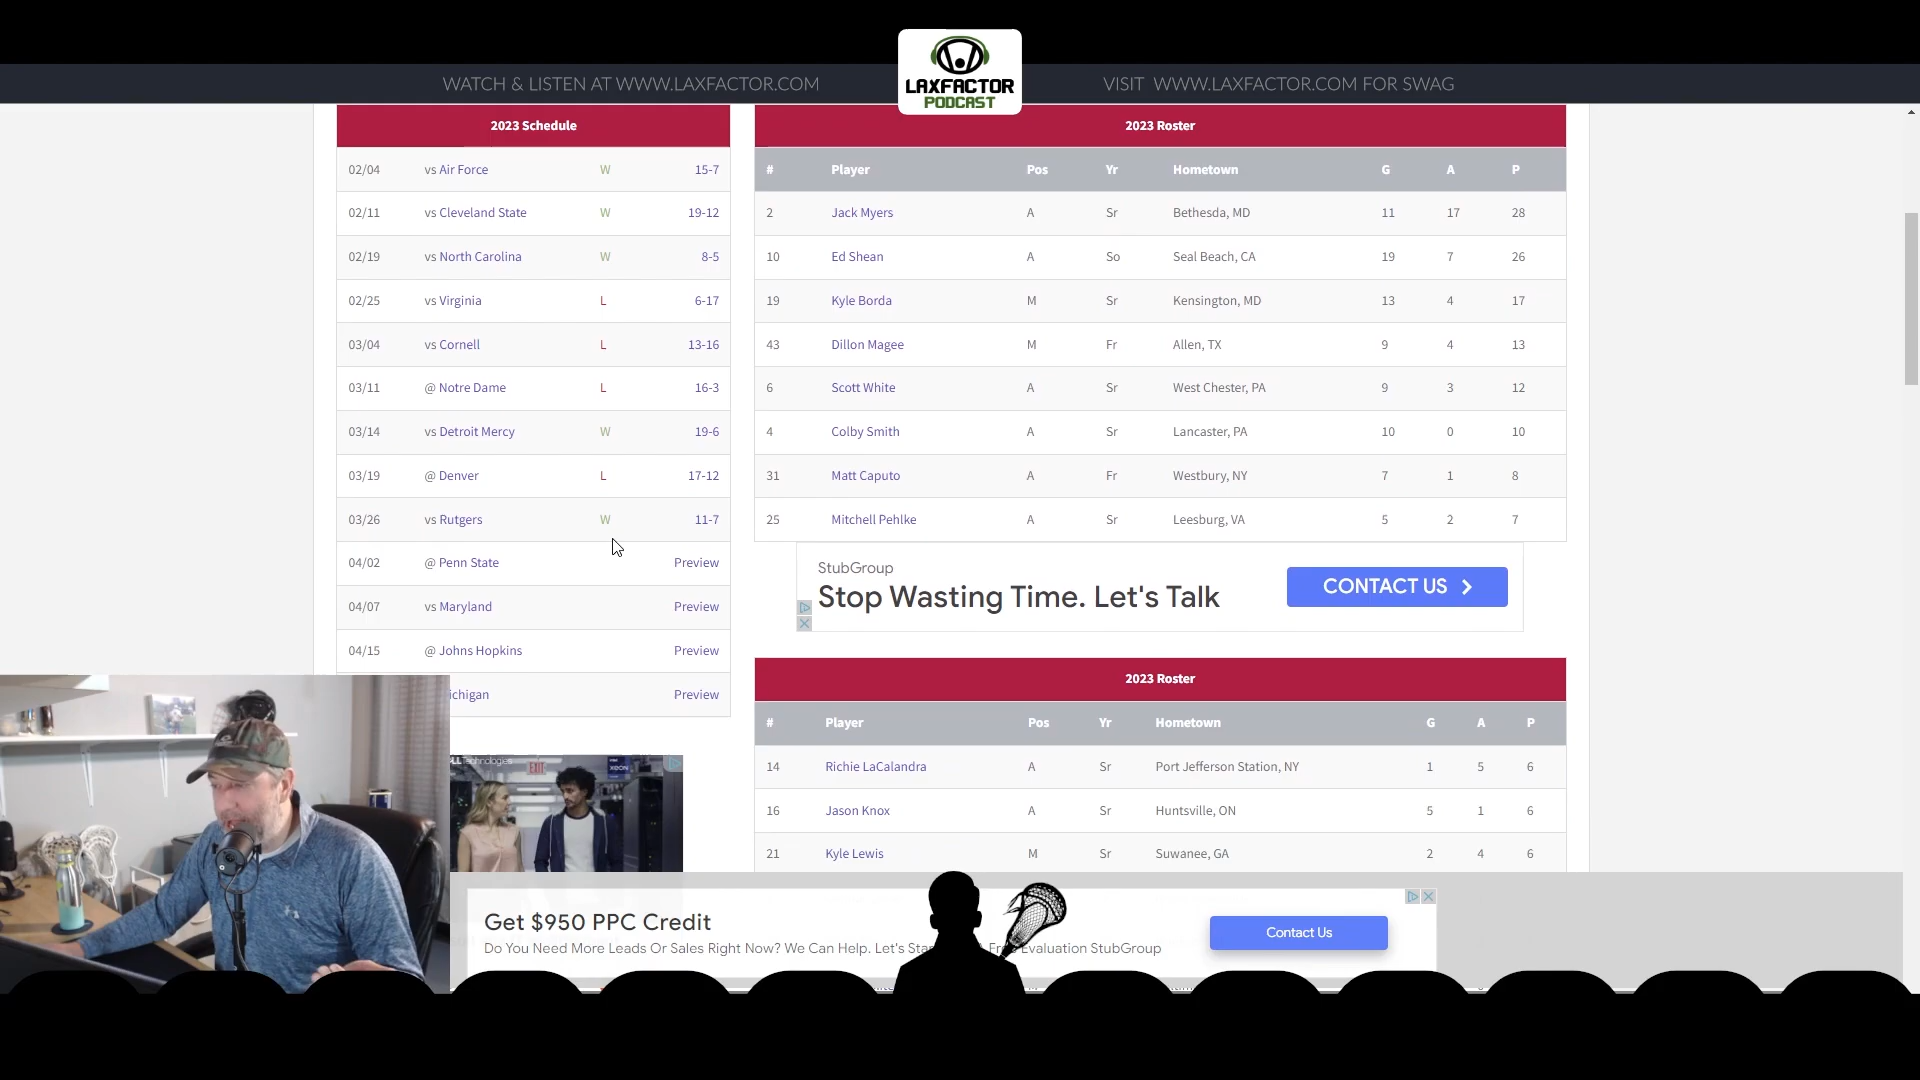 WATCH & LISTEN AT WWW.LAXFACTOR.COM
LAXFACTOR
PODCAST
VISIT WWW.LAXFACTOR.COM FOR SWAG
2023 Schedule
02/04 vs Air Force W 15-7
02/11 vs Cleveland State W 19-12
02/19 vs North Carolina W 8-5
02/25 vs Virginia L 6-17
03/04 vs Cornell L 13-16
03/11 @ Notre Dame L 16-3
03/14 vs Detroit Mercy W 19-6
03/19 @ Denver L 17-12
03/26 vs Rutgers W 11-7
04/02 @ Penn State Preview
04/07 vs Maryland Preview
04/15 @ Johns Hopkins Preview
ichigan Preview
2023 Roster
# Player Pos Yr Hometown G A P
2 Jack Myers A Sr Bethesda, MD 11 17 28
10 Ed Shean A So Seal Beach, CA 19 7 26
19 Kyle Borda M Sr Kensington, MD 13 4 17
43 Dillon Magee M Fr Allen, TX 9 4 13
6 Scott White A Sr West Chester, PA 9 3 12
4 Colby Smith A Sr Lancaster, PA 10 0 10
31 Matt Caputo A Fr Westbury, NY 7 1 8
25 Mitchell Pehlke A Sr Leesburg, VA 5 2 7
StubGroup
Stop Wasting Time. Let's Talk
CONTACT US
2023 Roster
# Player Pos Yr Hometown G A P
14 Richie LaCalandra A Sr Port Jefferson Station, NY 1 5 6
16 Jason Knox A Sr Huntsville, ON 5 1 6
21 Kyle Lewis M Sr Suwanee, GA 2 4 6
LLTechnologies
EXIT
XEON
Get $950 PPC Credit
Do You Need More Leads Or Sales Right Now? We Can Help. Let's Sta Evaluation StubGroup
Contact Us